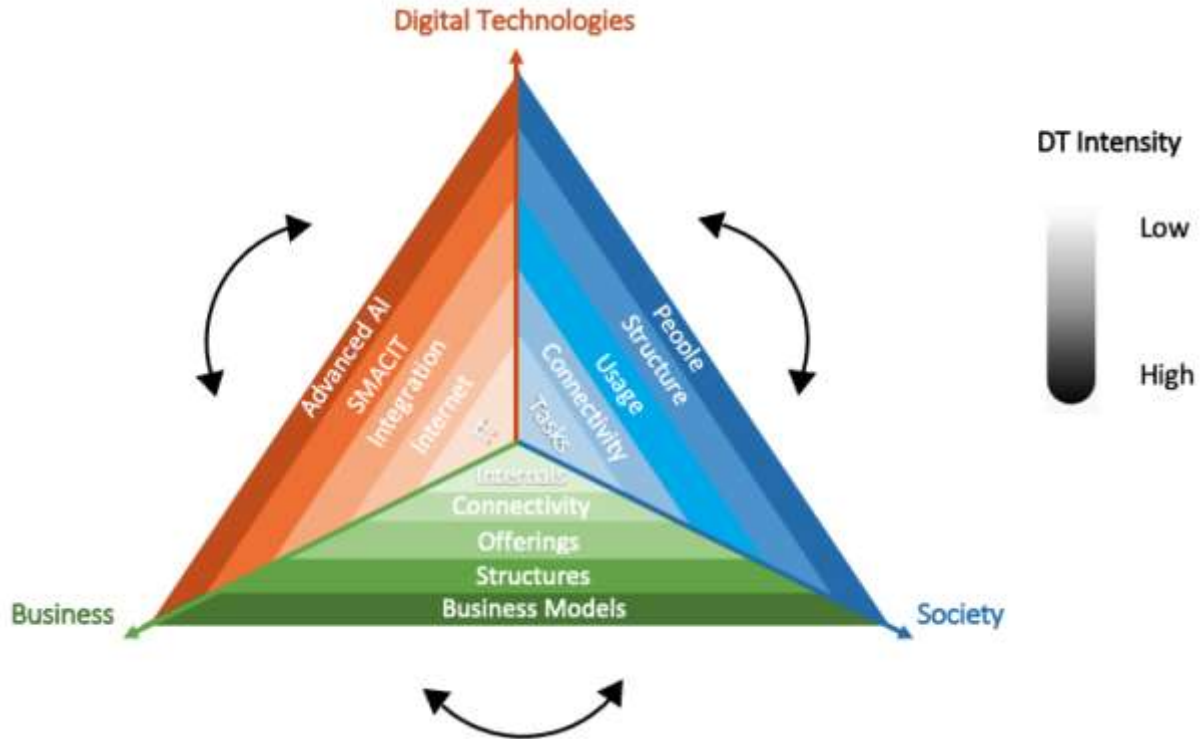 Digital Technologies
DT Intensity
Low
High
Advanced AI
SMACIT
Integration
Internet
People
Structure
Usage
Connectivity
Tasks
Internals
Connectivity
Offerings
Structures
Business Models
Business
Society